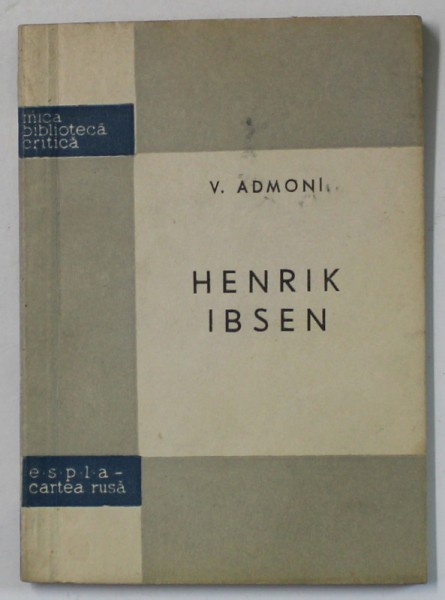 mica
bibliotecă
critică
V. ADMONI
HENRIK
IBSEN
e·s·p·l·a-
cartea rusă